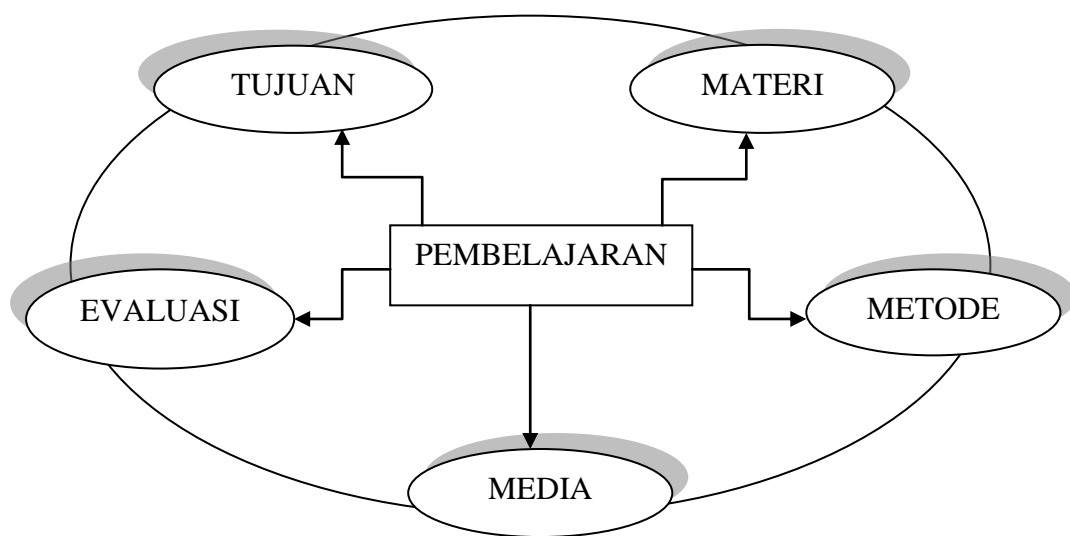 TUJUAN
MATERI
PEMBELAJARAN
EVALUASI
METODE
MEDIA